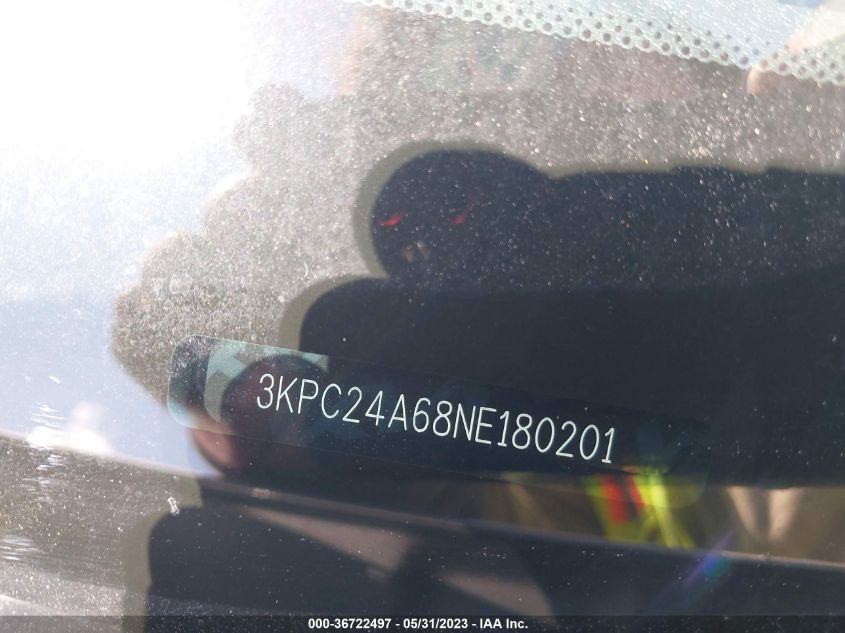 3KPC24A68NE180201
000-36722497 - 05/31/2023 - IAA Inc.